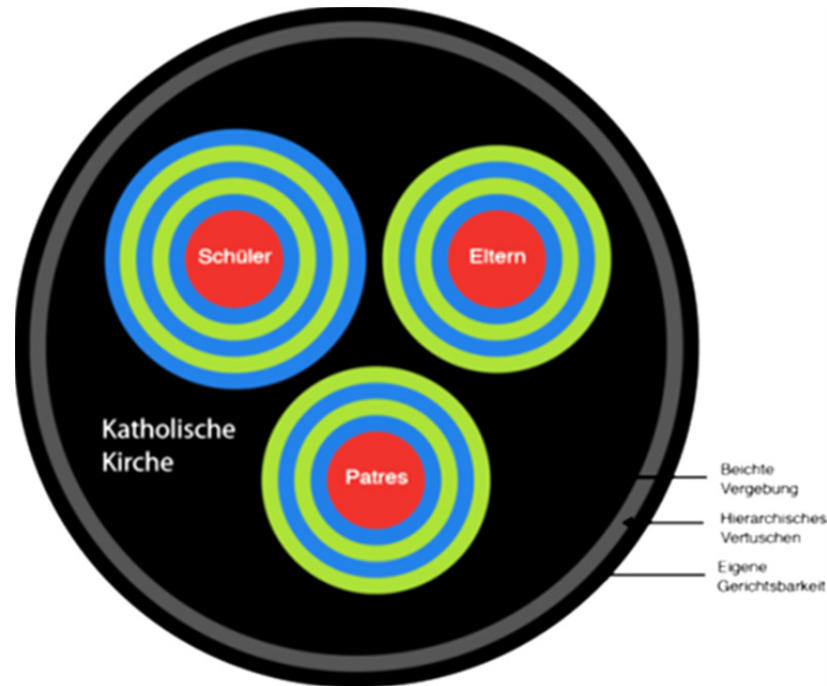 Schüler
Eltern
Katholische
Kirche
Patres
Beichte
Vergebung
Hierarchisches
Vertuschen
Eigene
Gerichtsbarkeit